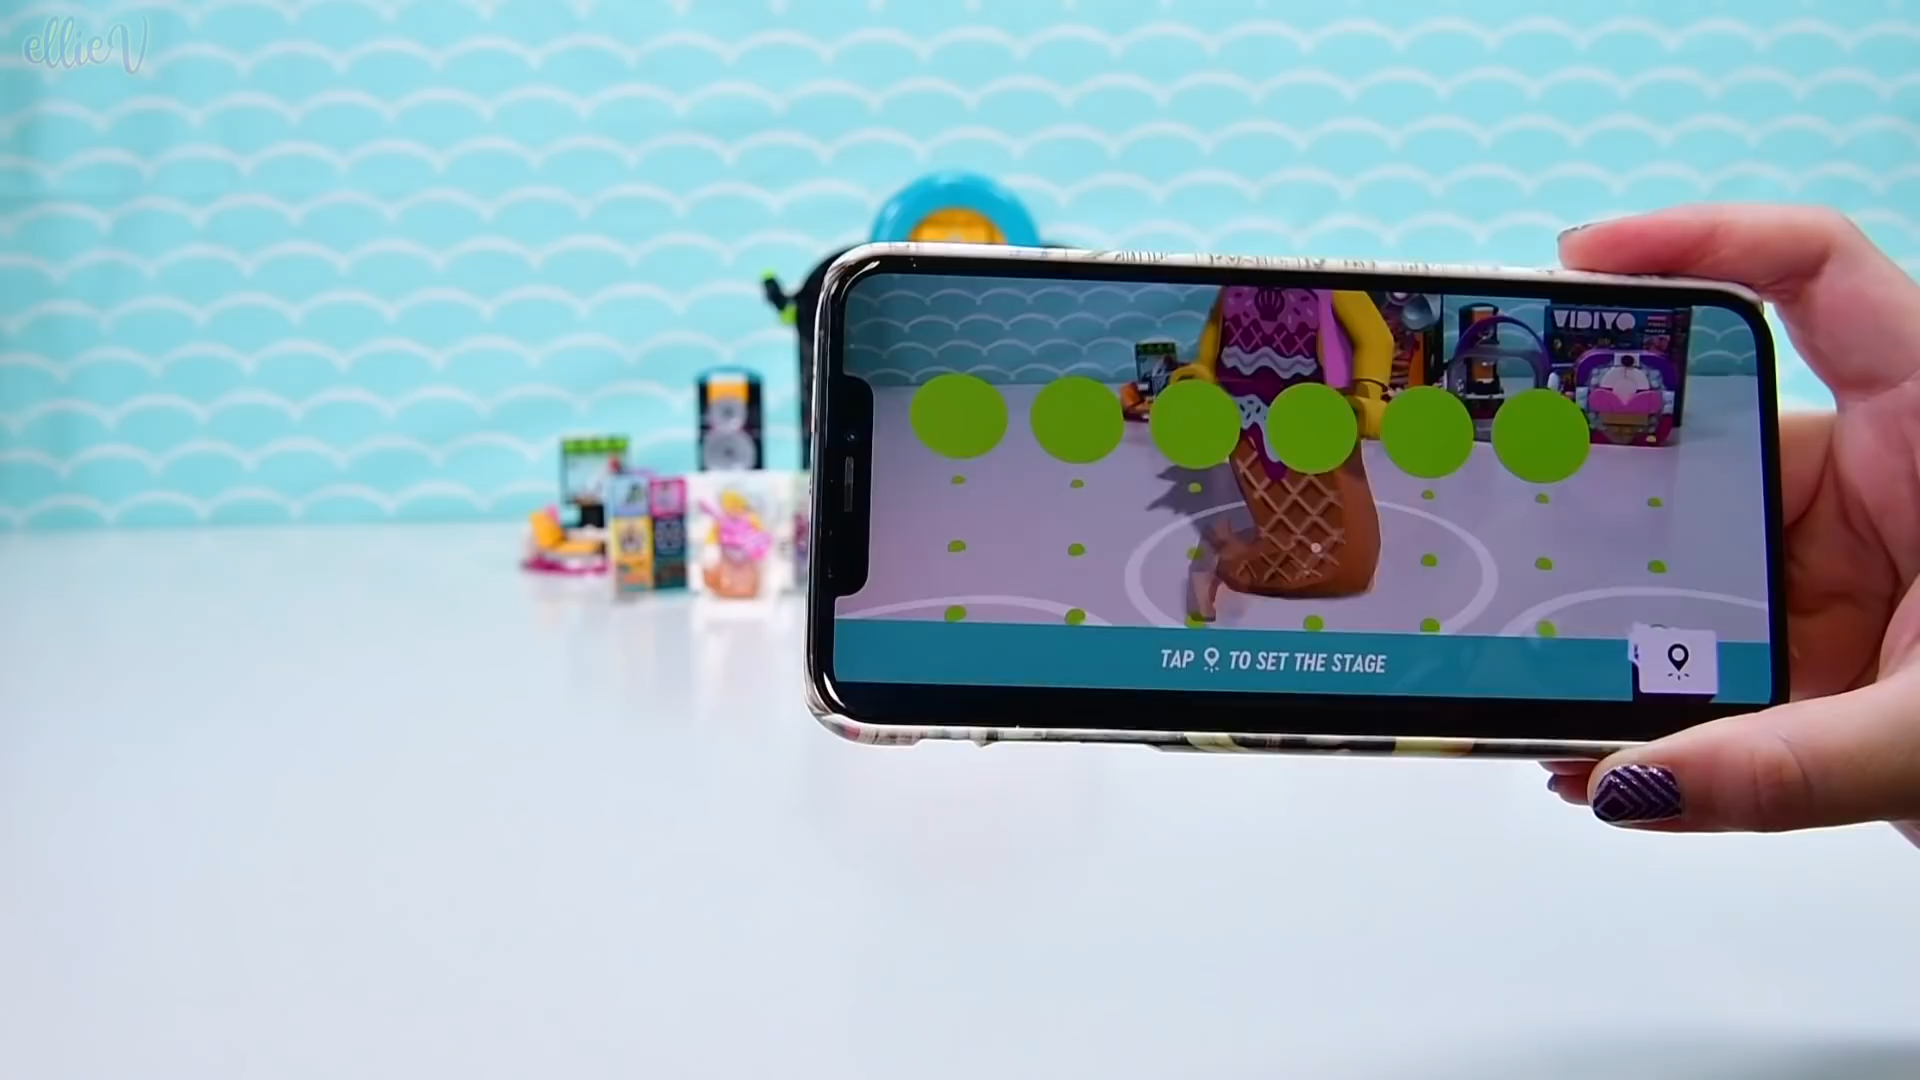 ellieV
VIDIYO
TAP TO SET THE STAGE